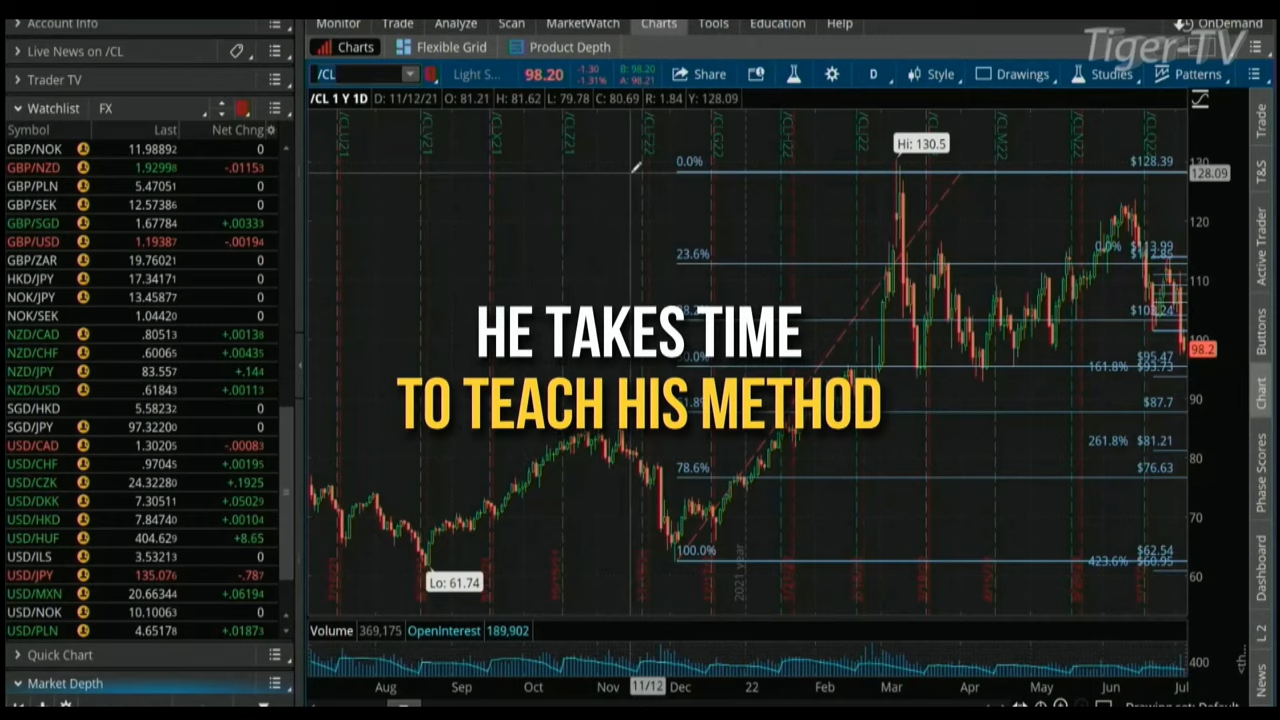 Account Info
Monitor Trade Analyze Scan MarketWatch Charts Tools Education Help OnDemand
Tiger-TV
Live News on /CL
Charts Flexible Grid Product Depth
Trader TV
/CL Light S... 98.20 -1.30 -1.31% B: 98.20 A: 98.21 Share D Style Drawings Studies Patterns
Watchlist FX
/CL 1 Y 1D D: 11/12/21 O: 81.21 H: 81.62 L: 79.78 C: 80.69 R: 1.84 Y: 128.09
Symbol Last Net Chng
GBP/NOK 11.98892 0
GBP/NZD 1.92998 -.01153
GBP/PLN 5.47051 0
GBP/SEK 12.57386 0
GBP/SGD 1.67784 +.00333
GBP/USD 1.19387 -.00194
GBP/ZAR 19.76021 0
HKD/JPY 17.34171 0
NOK/JPY 13.45877 0
NOK/SEK 1.04420 0
NZD/CAD .80513 +.00138
NZD/CHF .60065 +.00435
NZD/JPY 83.557 +.144
NZD/USD .61843 +.00113
SGD/HKD 5.58232 0
SGD/JPY 97.32200 0
USD/CAD 1.30205 -.00083
USD/CHF .97045 +.00195
USD/CZK 24.32280 +.1925
USD/DKK 7.30511 +.05029
USD/HKD 7.84740 +.00104
USD/HUF 404.629 +8.65
USD/ILS 3.53213 0
USD/JPY 135.076 -.787
USD/MXN 20.66344 +.06194
USD/NOK 10.10063 0
USD/PLN 4.65178 +.01873
Quick Chart
Market Depth
Hi: 130.5
0.0% $128.39
128.09
120
0.0% $113.99
23.6%
110
HE TAKES TIME
TO TEACH HIS METHOD
98.2
$95.47
161.8% $93.73
$87.7
90
261.8% $81.21
80
78.6% $76.63
70
100.0% $62.54
423.6% $60.95
60
Lo: 61.74
2021 year
Volume 369,175 OpenInterest 189,902
400
Aug Sep Oct Nov 11/12 Dec 22 Feb Mar Apr May Jun Jul
Drawing set: Default
Trade
T&S
Active Trader
Buttons
Chart
Phase Scores
Dashboard
L 2
News